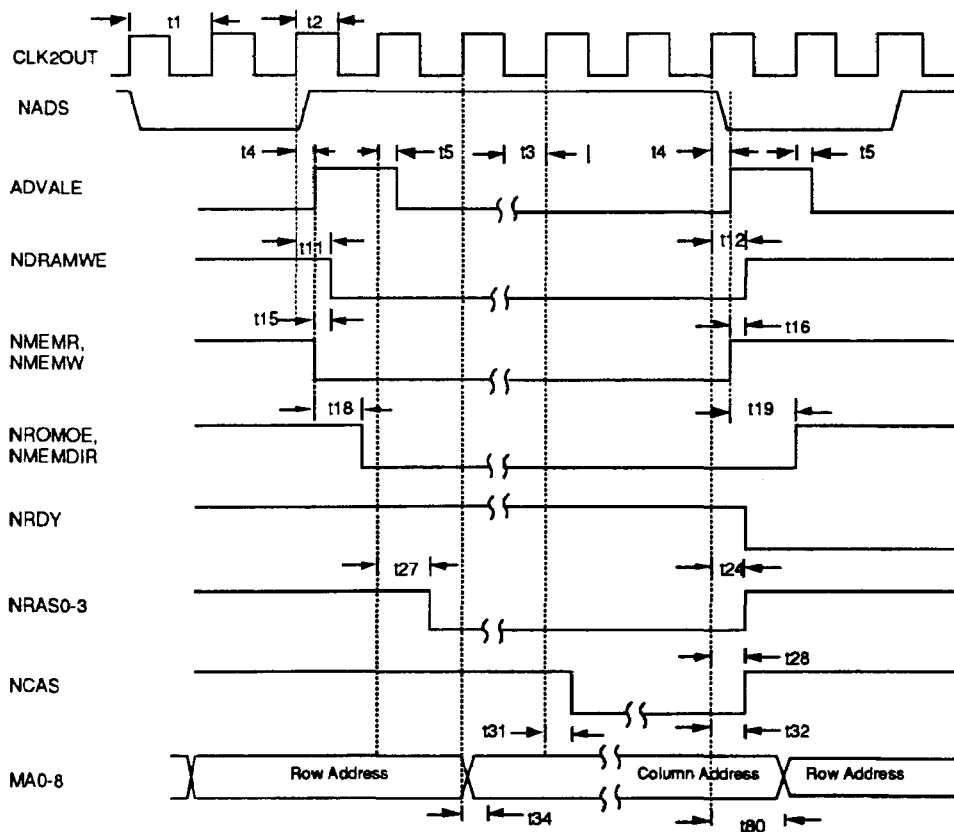 t1 t2
CLK2OUT
NADS
t4 t5 t3 t4 t5
ADVALE
t11 t12
NDRAMWE
t15 t16
NMEMR,
NMEMW
t18 t19
NROMOE,
NMEMDIR
NRDY
t27 t24
NRAS0-3
t28
NCAS
t31 t32
MA0-8 Row Address Column Address Row Address
t34 t80